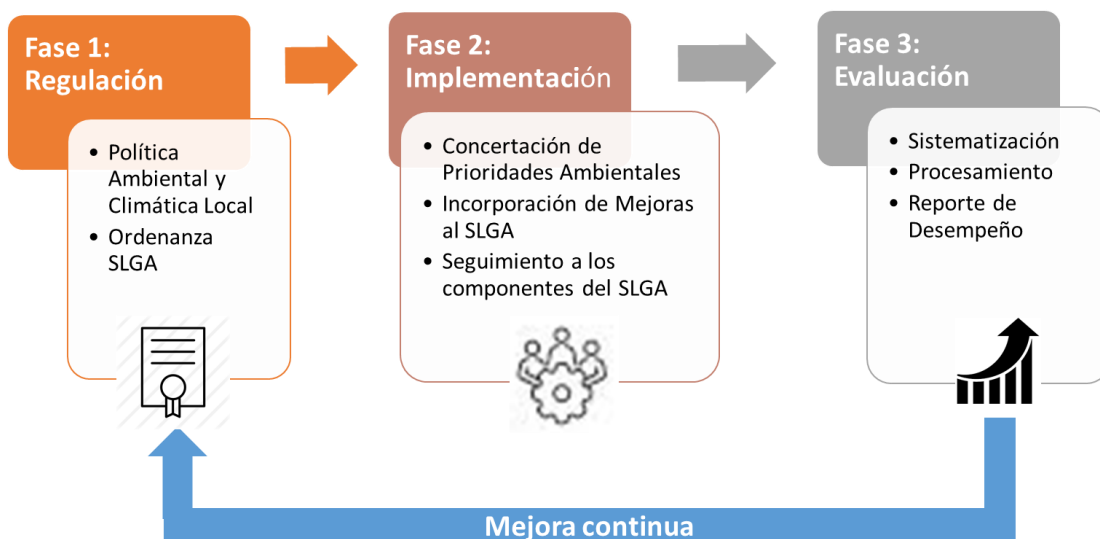 Fase 1:
Regulación
• Política
Ambiental y
Climática Local
• Ordenanza
SLGA
Fase 2:
Implementación
• Concertación de
Prioridades Ambientales
• Incorporación de Mejoras
al SLGA
• Seguimiento a los
componentes del SLGA
Fase 3:
Evaluación
• Sistematización
• Procesamiento
• Reporte de
Desempeño
Mejora continua